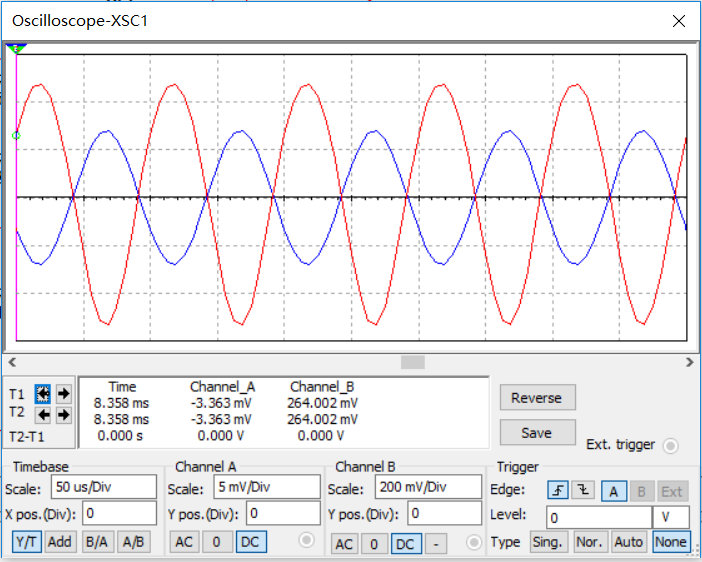 Oscilloscope-XSC1
Time Channel_A Channel_B
T1 8.358 ms -3.363 mV 264.002 mV
T2 8.358 ms -3.363 mV 264.002 mV
T2-T1 0.000 s 0.000 V 0.000 V
Reverse
Save
Ext. trigger
Timebase
Scale: 50 us/Div
X pos.(Div): 0
Y/T Add B/A A/B
Channel A
Scale: 5 mV/Div
Y pos.(Div): 0
AC 0 DC
Channel B
Scale: 200 mV/Div
Y pos.(Div): 0
AC 0 DC -
Trigger
Edge: A B Ext
Level: 0 V
Type Sing. Nor. Auto None